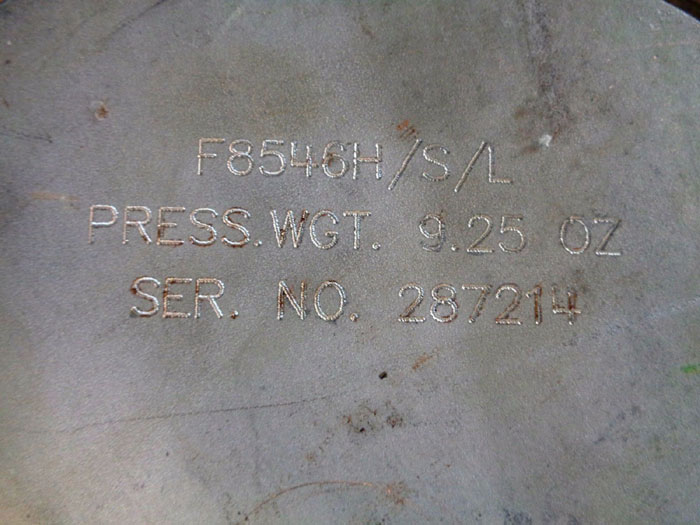 F8546H/S/L
PRESS.WGT. 9.25 OZ
SER. NO. 287214